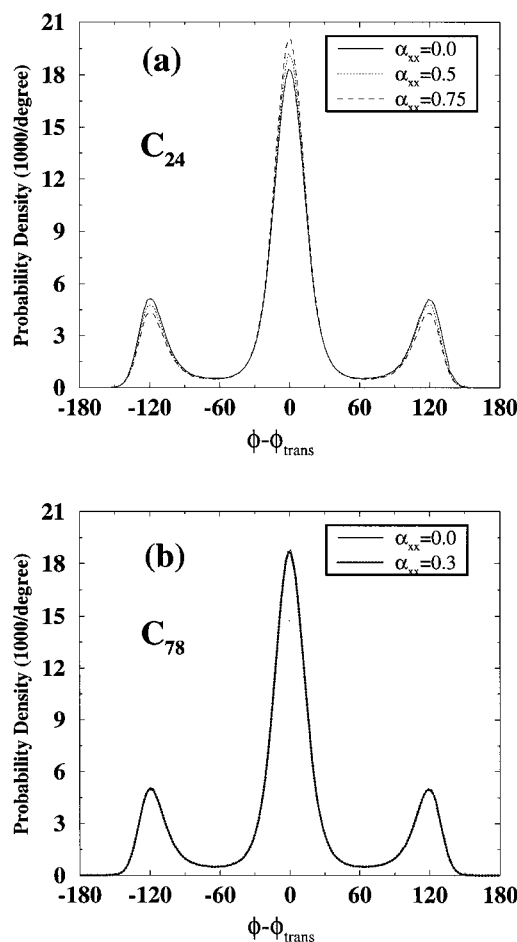 (a)
C24
αxx=0.0
αxx=0.5
αxx=0.75
Probability Density (1000/degree)
21
18
15
12
9
6
3
0
-180 -120 -60 0 60 120 180
ϕ-ϕtrans
(b)
C78
αxx=0.0
αxx=0.3
Probability Density (1000/degree)
21
18
15
12
9
6
3
0
-180 -120 -60 0 60 120 180
ϕ-ϕtrans